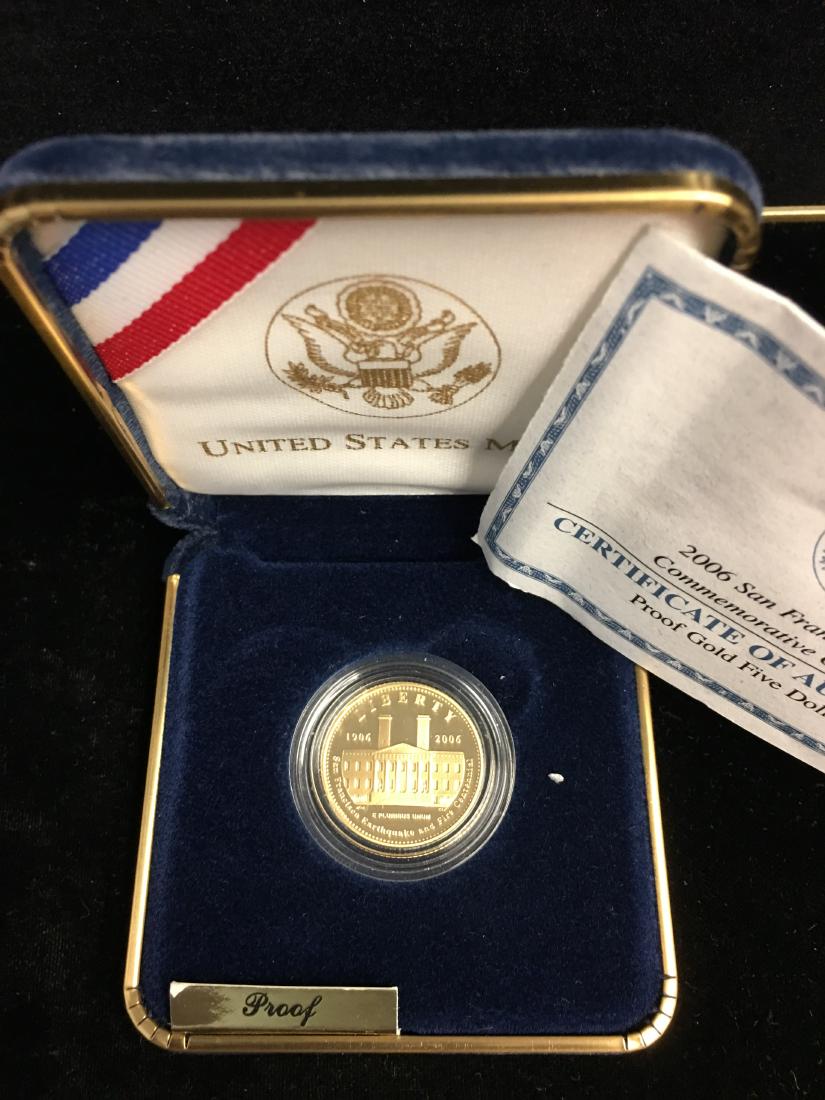 UNITED STATES M
2006 San Fran
Commemorative
CERTIFICATE OF AU
Proof Gold Five Doll
LIBERTY
1906 2006
San Francisco Earthquake and Fire Centennial
E PLURIBUS UNUM
Proof